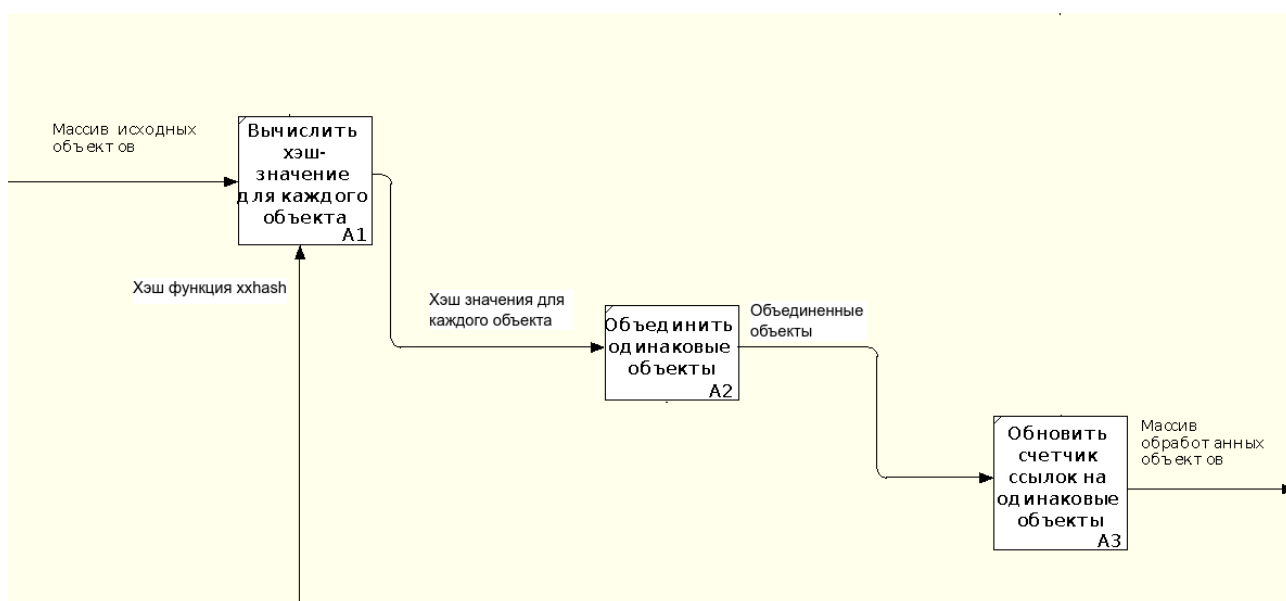 Массив исходных
объектов
Вычислить
хэш-
значение
для каждого
объекта
A1
Хэш функция xxhash
Хэш значения для
каждого объекта
Объединить
одинаковые
объекты
A2
Объединенные
объекты
Обновить
счетчик
ссылок на
одинаковые
объекты
A3
Массив
обработанных
объектов